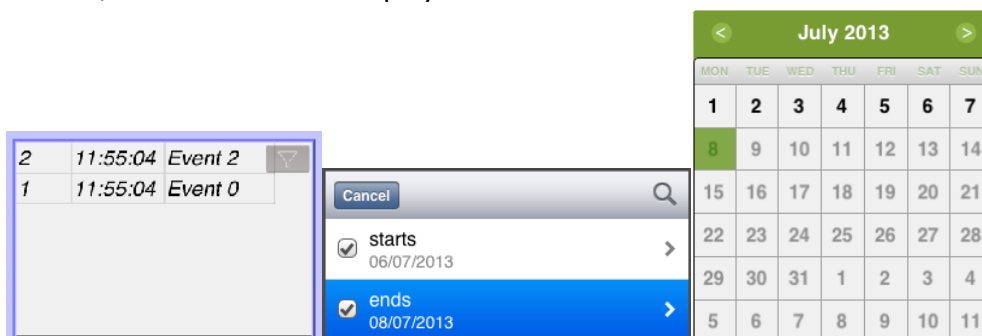 2 11:55:04 Event 2
1 11:55:04 Event 0
Cancel
starts
06/07/2013
ends
08/07/2013
< July 2013 >
MON TUE WED THU FRI SAT SUN
1 2 3 4 5 6 7
8 9 10 11 12 13 14
15 16 17 18 19 20 21
22 23 24 25 26 27 28
29 30 31 1 2 3 4
5 6 7 8 9 10 11